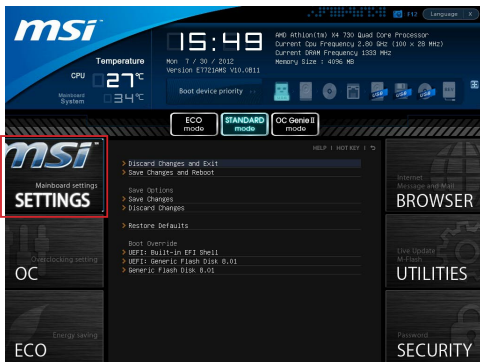 msi
F12 Language X
15:49
Mon 7 / 30 / 2012
Version E7721AMS V10.0B11
AMD Athlon(tm) X4 730 Quad Core Processor
Current Cpu Frequency 2.80 GHz (100 x 28 MHz)
Current DRAM Frequency 1333 MHz
Memory Size : 4096 MB
Temperature
CPU 27°C
Mainboard
System 34°C
Boot device priority
USB USB USB
ECO
mode
STANDARD
mode
OC Genie II
mode
HELP | HOT KEY |
msi
Mainboard settings
SETTINGS
Overclocking setting
OC
Energy saving
ECO
Discard Changes and Exit
Save Changes and Reboot
Save Options
Save Changes
Discard Changes
Restore Defaults
Boot Override
UEFI: Built-in EFI Shell
UEFI: Generic Flash Disk 8.01
Generic Flash Disk 8.01
Internet
Message and Mail
BROWSER
Live Update
M-Flash
UTILITIES
Password
SECURITY